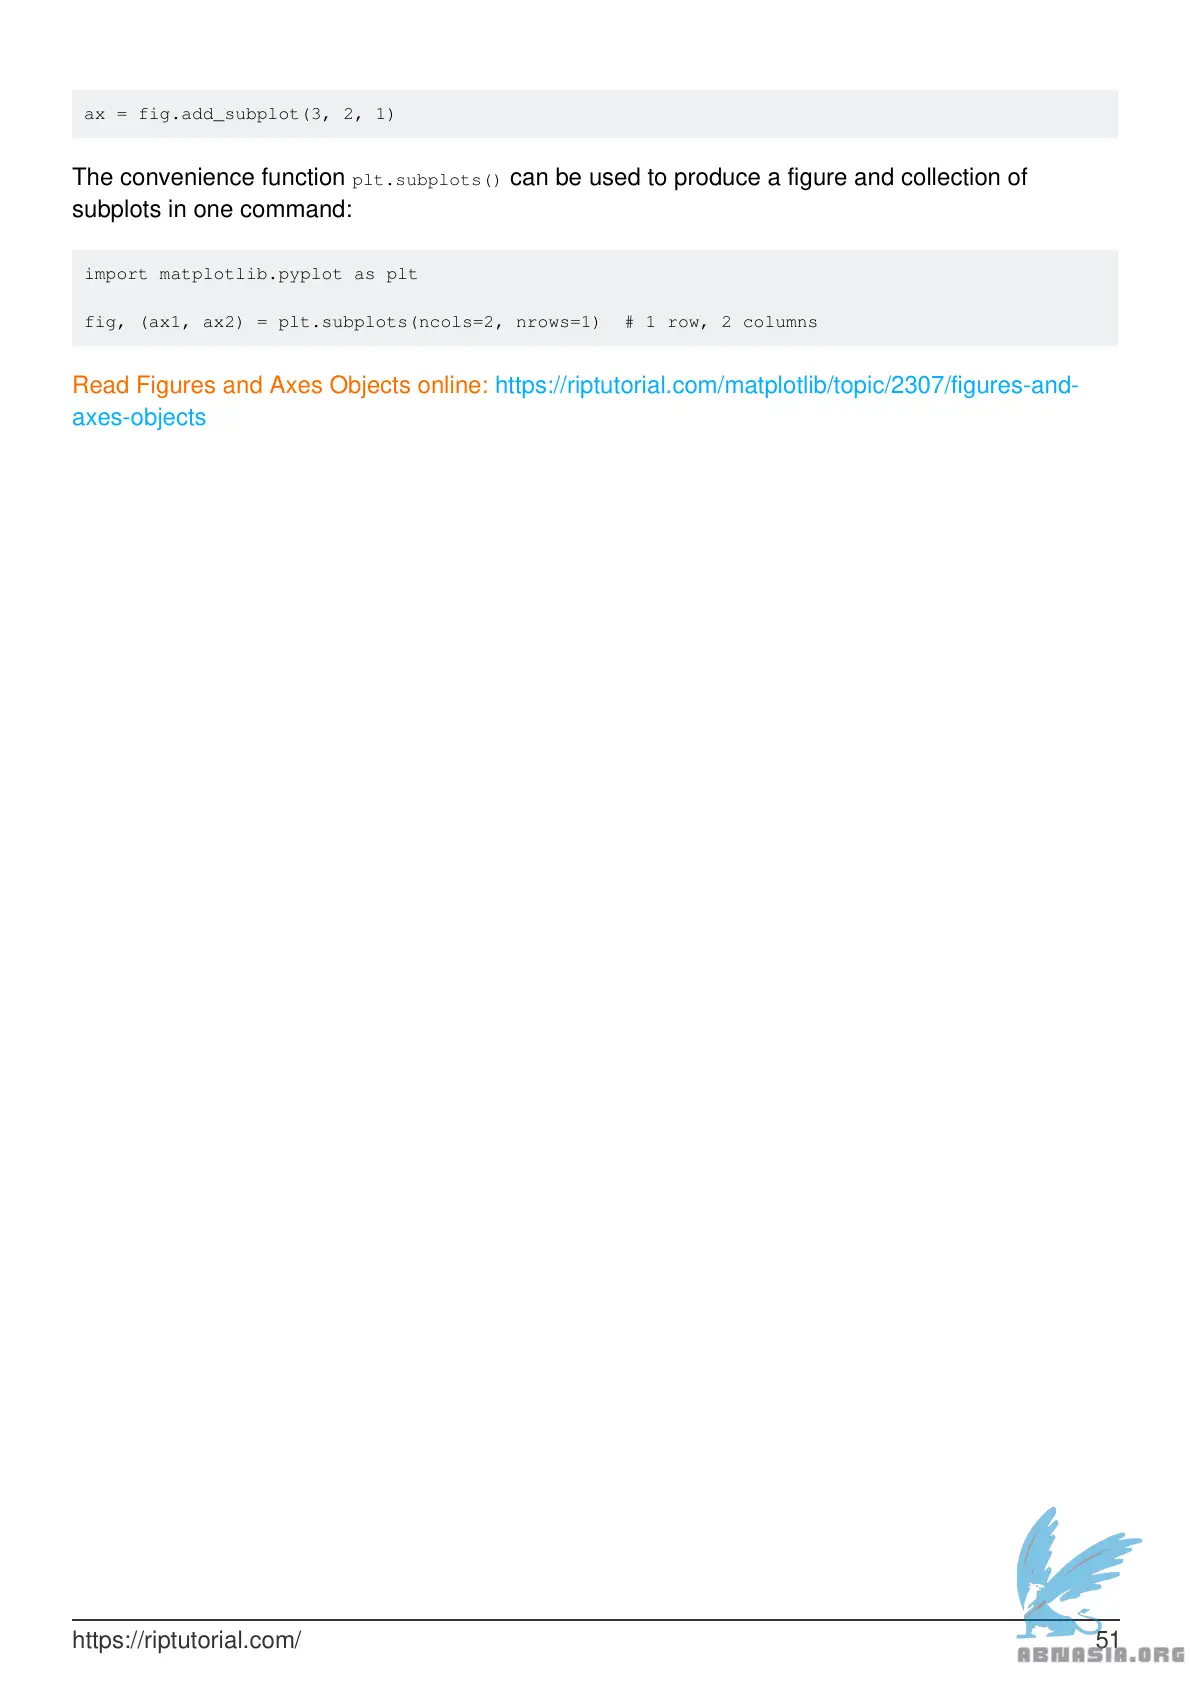 ax = fig.add_subplot(3, 2, 1)
The convenience function plt.subplots() can be used to produce a figure and collection of
subplots in one command:
import matplotlib.pyplot as plt
fig, (ax1, ax2) = plt.subplots(ncols=2, nrows=1)  # 1 row, 2 columns
Read Figures and Axes Objects online: https://riptutorial.com/matplotlib/topic/2307/figures-and-
axes-objects
https://riptutorial.com/
51
ABNASIA.ORG